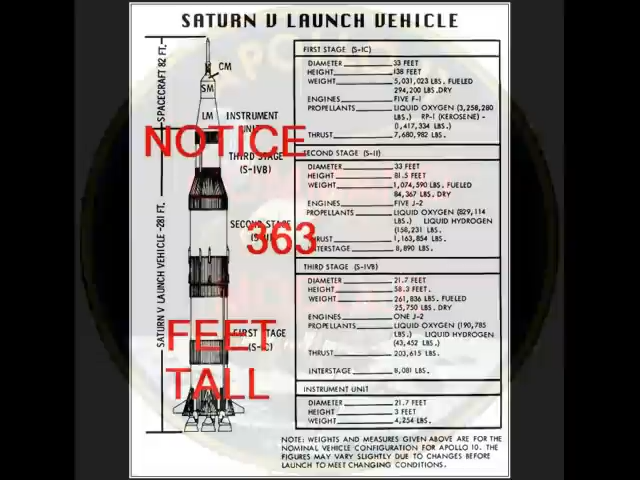 SATURN V LAUNCH VEHICLE
SPACECRAFT 82 FT.
SATURN V LAUNCH VEHICLE -281 FT.
CM
SM
LM
INSTRUMENT
UNIT
THIRD STAGE
(S-IVB)
SECOND STAGE
(S-II)
FIRST STAGE
(S-IC)
NOTICE
363
FEET
TALL
FIRST STAGE (S-IC)
DIAMETER 33 FEET
HEIGHT 138 FEET
WEIGHT 5,031,023 LBS. FUELED
294,200 LBS. DRY
ENGINES FIVE F-1
PROPELLANTS LIQUID OXYGEN (3,258,280
LBS.) RP-1 (KEROSENE) -
(1,417,334 LBS.)
THRUST 7,680,982 LBS.
SECOND STAGE (S-II)
DIAMETER 33 FEET
HEIGHT 81.5 FEET
WEIGHT 1,074,590 LBS. FUELED
84,367 LBS. DRY
ENGINES FIVE J-2
PROPELLANTS LIQUID OXYGEN (829,114
LBS.) LIQUID HYDROGEN
(158,231 LBS.)
THRUST 1,163,854 LBS.
INTERSTAGE 8,890 LBS.
THIRD STAGE (S-IVB)
DIAMETER 21.7 FEET
HEIGHT 58.3 FEET.
WEIGHT 261,836 LBS. FUELED
25,750 LBS. DRY
ENGINES ONE J-2
PROPELLANTS LIQUID OXYGEN (190,785
LBS.) LIQUID HYDROGEN
(43,452 LBS.)
THRUST 203,615 LBS.
INTERSTAGE 8,081 LBS.
INSTRUMENT UNIT
DIAMETER 21.7 FEET
HEIGHT 3 FEET
WEIGHT 4,254 LBS.
NOTE: WEIGHTS AND MEASURES GIVEN ABOVE ARE FOR THE
NOMINAL VEHICLE CONFIGURATION FOR APOLLO 10. THE
FIGURES MAY VARY SLIGHTLY DUE TO CHANGES BEFORE
LAUNCH TO MEET CHANGING CONDITIONS.